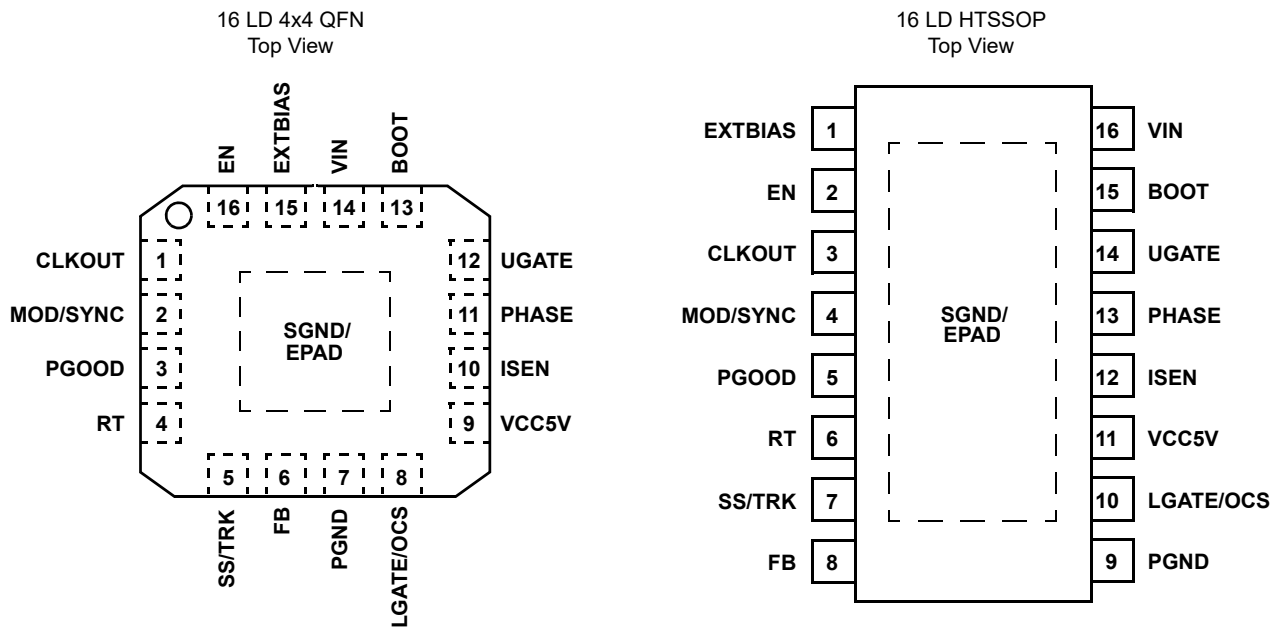 16 LD 4x4 QFN
Top View
EN
EXTBIAS
VIN
BOOT
16
15
14
13
CLKOUT 1
MOD/SYNC 2
PGOOD 3
RT 4
12 UGATE
11 PHASE
10 ISEN
9 VCC5V
SGND/
EPAD
5
6
7
8
SS/TRK
FB
PGND
LGATE/OCS
16 LD HTSSOP
Top View
EXTBIAS 1
EN 2
CLKOUT 3
MOD/SYNC 4
PGOOD 5
RT 6
SS/TRK 7
FB 8
SGND/
EPAD
16 VIN
15 BOOT
14 UGATE
13 PHASE
12 ISEN
11 VCC5V
10 LGATE/OCS
9 PGND